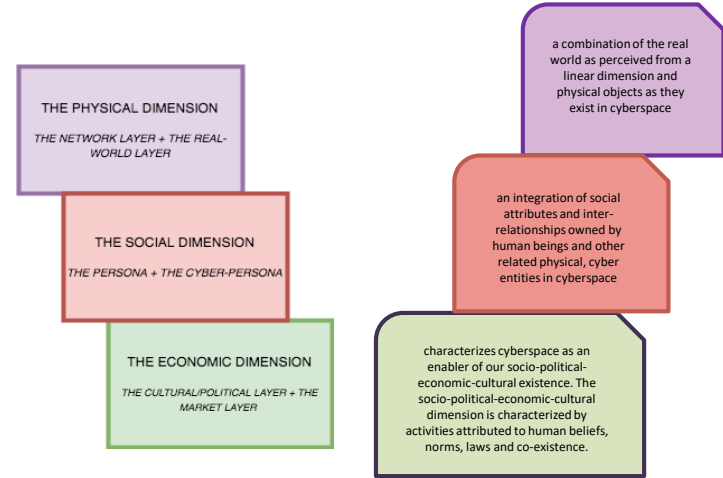 THE PHYSICAL DIMENSION
THE NETWORK LAYER + THE REAL-
WORLD LAYER
THE SOCIAL DIMENSION
THE PERSONA + THE CYBER-PERSONA
THE ECONOMIC DIMENSION
THE CULTURAL/POLITICAL LAYER + THE
MARKET LAYER
a combination of the real
world as perceived from a
linear dimension and
physical objects as they
exist in cyberspace
an integration of social
attributes and inter-
relationships owned by
human beings and other
related physical, cyber
entities in cyberspace
characterizes cyberspace as an
enabler of our socio-political-
economic-cultural existence. The
socio-political-economic-cultural
dimension is characterized by
activities attributed to human beliefs,
norms, laws and co-existence.